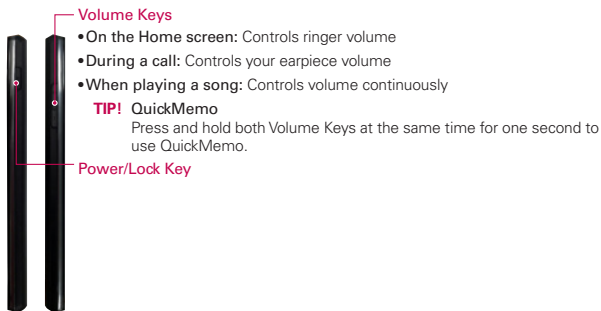 Volume Keys
•On the Home screen: Controls ringer volume
•During a call: Controls your earpiece volume
•When playing a song: Controls volume continuously
TIP! QuickMemo
Press and hold both Volume Keys at the same time for one second to
use QuickMemo.
Power/Lock Key